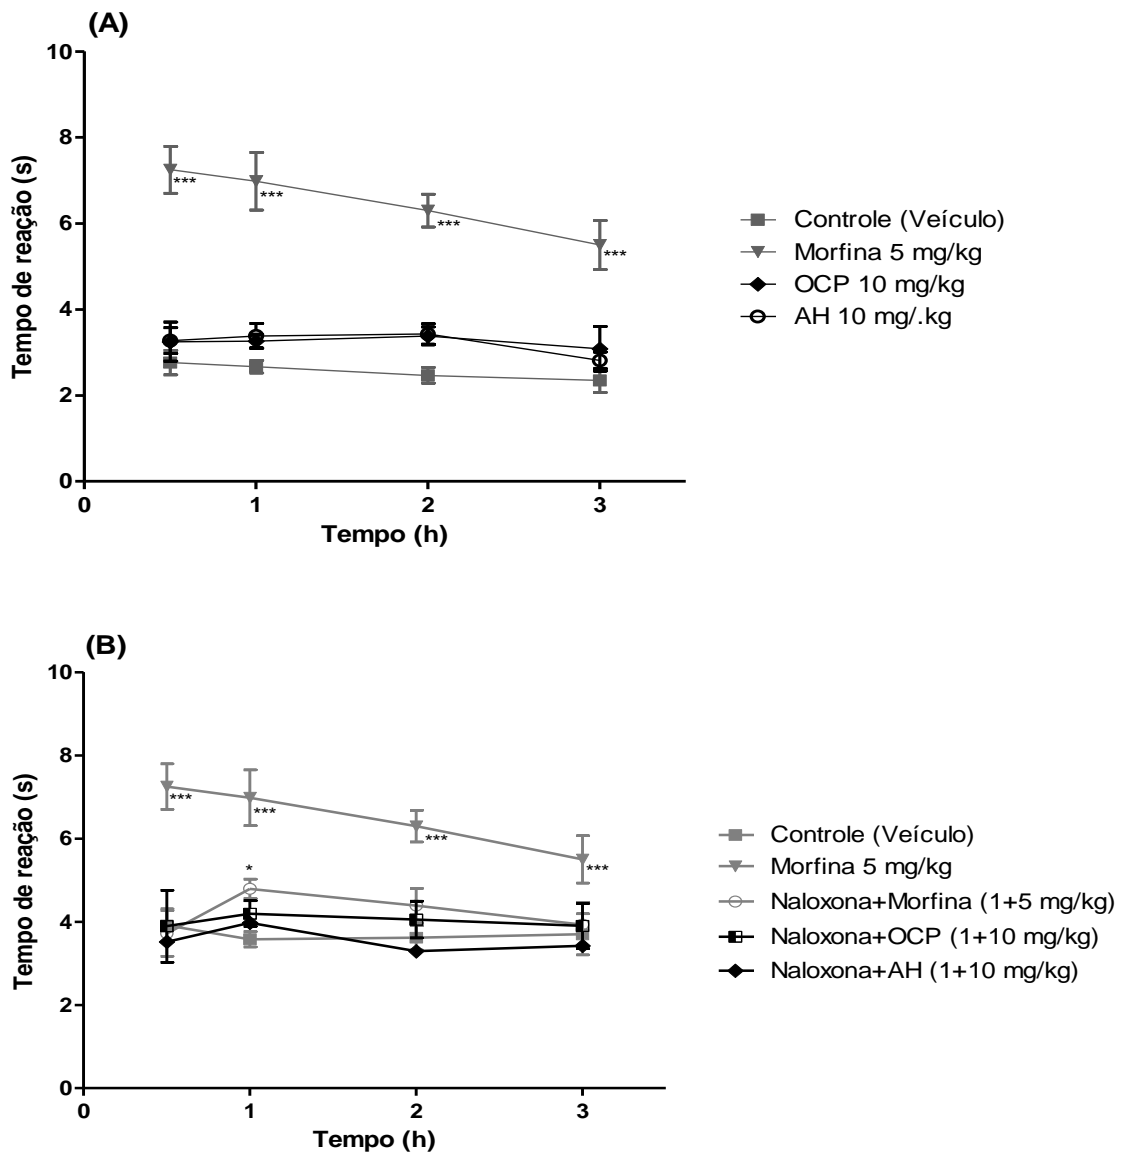 (A)
10
8
6
4
2
0
Tempo de reação (s)
***
***
***
***
0
1
2
3
Tempo (h)
Controle (Veículo)
Morfina 5 mg/kg
OCP 10 mg/kg
AH 10 mg/.kg
(B)
10
8
6
4
2
0
Tempo de reação (s)
***
***
***
***
*
0
1
2
3
Tempo (h)
Controle (Veículo)
Morfina 5 mg/kg
Naloxona+Morfina (1+5 mg/kg)
Naloxona+OCP (1+10 mg/kg)
Naloxona+AH (1+10 mg/kg)